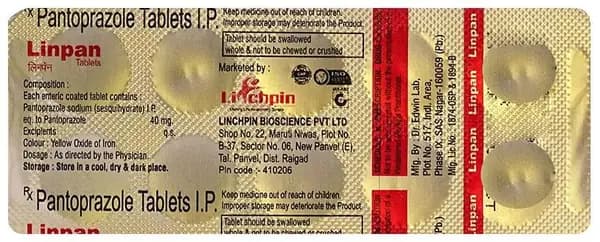 Rx Pantoprazole Tablets I.P.
Linpan
लिनपॅन
Tablets
Composition :
Each enteric coated tablet contains :
Pantoprazole sodium (sesquihydrate) I.P.
eq. to Pantoprazole 40 mg.
Excipients q.s.
Colour : Yellow Oxide of Iron
Dosage : As directed by the Physician.
Storage : Store in a cool, dry & dark place.
Rx Pantoprazole Tablets I.P.
Keep medicine out of reach of children.
Improper storage may deteriorate the Product.
Tablet should be swallowed
whole & not to be chewed or crushed
Marketed by :
ISO
Linchpin
LINCHPIN BIOSCIENCE PVT LTD
Shop No. 22, Maruti Niwas, Plot No.
B-37, Sector No. 06, New Panvel (E),
Tal. Panvel, Dist. Raigad
Pin code :- 410206
Keep medicine out of reach of children.
Improper storage may deteriorate the Product.
Tablet should be swallowed
whole & not to be chewed or crushed
Mfg. By : Dr. Edwin Lab,
Plot No. 517, Indl. Area,
Phase IX, SAS Nagar-160059 (Pb.)
Mfg. Lic No.: 1874-OSP & 1894-B
(Pb.)
Linpan
Linpan
Linpan
Linpan